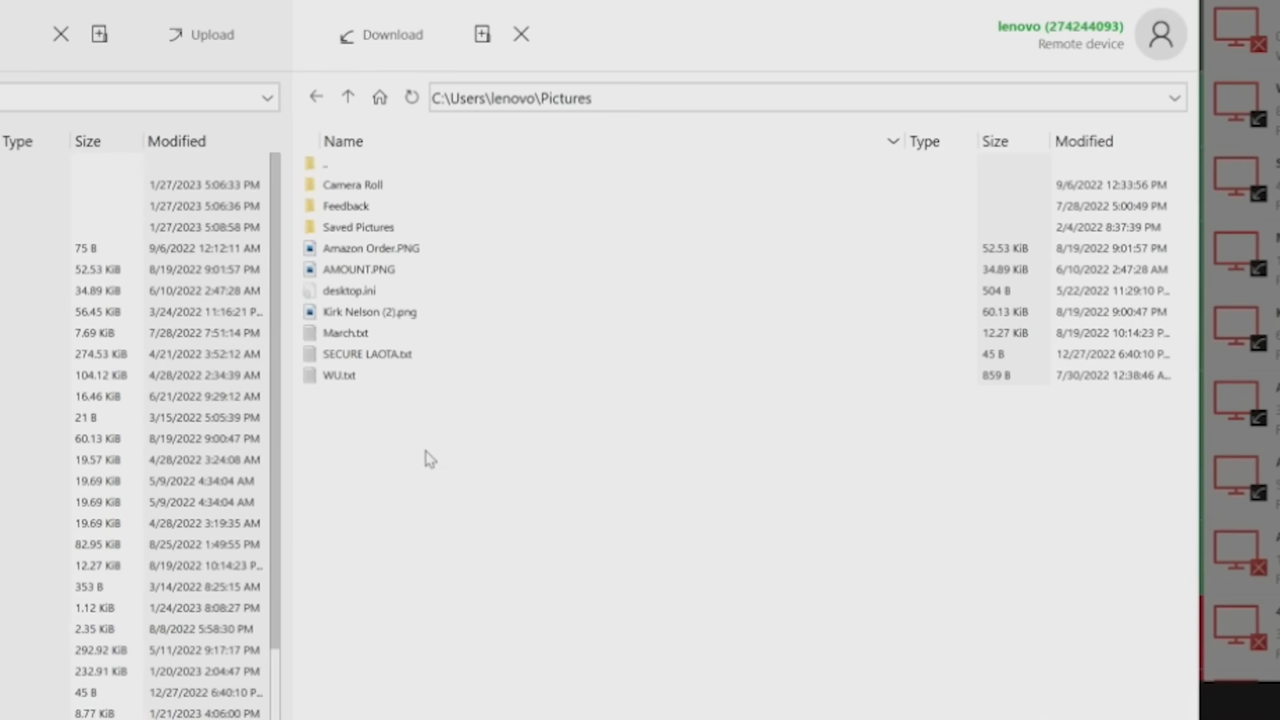 Upload
Download
lenovo (274244093)
Remote device
C:\Users\lenovo\Pictures
Type Size Modified
1/27/2023 5:06:33 PM
1/27/2023 5:06:36 PM
1/27/2023 5:08:58 PM
75 B 9/6/2022 12:12:11 AM
52.53 KiB 8/19/2022 9:01:57 PM
34.89 KiB 6/10/2022 2:47:28 AM
56.45 KiB 3/24/2022 11:16:21 P...
7.69 KiB 7/28/2022 7:51:14 PM
274.53 KiB 4/21/2022 3:52:12 AM
104.12 KiB 4/28/2022 2:34:39 AM
16.46 KiB 6/21/2022 9:29:12 AM
21 B 3/15/2022 5:05:39 PM
60.13 KiB 8/19/2022 9:00:47 PM
19.57 KiB 4/28/2022 3:24:08 AM
19.69 KiB 5/9/2022 4:34:04 AM
19.69 KiB 5/9/2022 4:34:04 AM
19.69 KiB 4/28/2022 3:19:35 AM
82.95 KiB 8/25/2022 1:49:55 PM
12.27 KiB 8/19/2022 10:14:23 P...
353 B 3/14/2022 8:25:15 AM
1.12 KiB 1/24/2023 8:08:27 PM
2.35 KiB 8/8/2022 5:58:30 PM
292.92 KiB 5/11/2022 9:17:17 PM
232.91 KiB 1/20/2023 2:04:47 PM
45 B 12/27/2022 6:40:10 P...
8.77 KiB 1/21/2023 4:06:00 PM
Name Type Size Modified
..
Camera Roll 9/6/2022 12:33:56 PM
Feedback 7/28/2022 5:00:49 PM
Saved Pictures 2/4/2022 8:37:39 PM
Amazon Order.PNG 52.53 KiB 8/19/2022 9:01:57 PM
AMOUNT.PNG 34.89 KiB 6/10/2022 2:47:28 AM
desktop.ini 504 B 5/22/2022 11:29:10 P...
Kirk Nelson (2).png 60.13 KiB 8/19/2022 9:00:47 PM
March.txt 12.27 KiB 8/19/2022 10:14:23 P...
SECURE LAOTA.txt 45 B 12/27/2022 6:40:10 P...
WU.txt 859 B 7/30/2022 12:38:46 A...